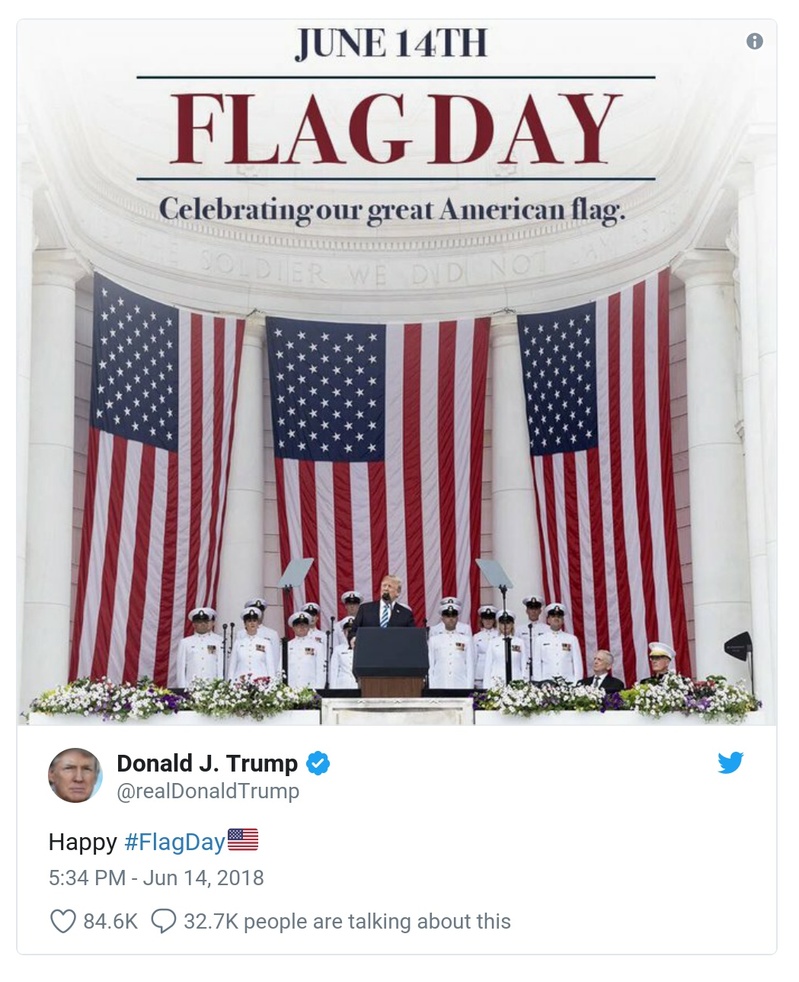 JUNE 14TH
FLAG DAY
Celebrating our great American flag.
SOLDIER WE DID NOT LAY
Donald J. Trump
@realDonaldTrump
Happy #FlagDay🇺🇸
5:34 PM - Jun 14, 2018
84.6K 32.7K people are talking about this